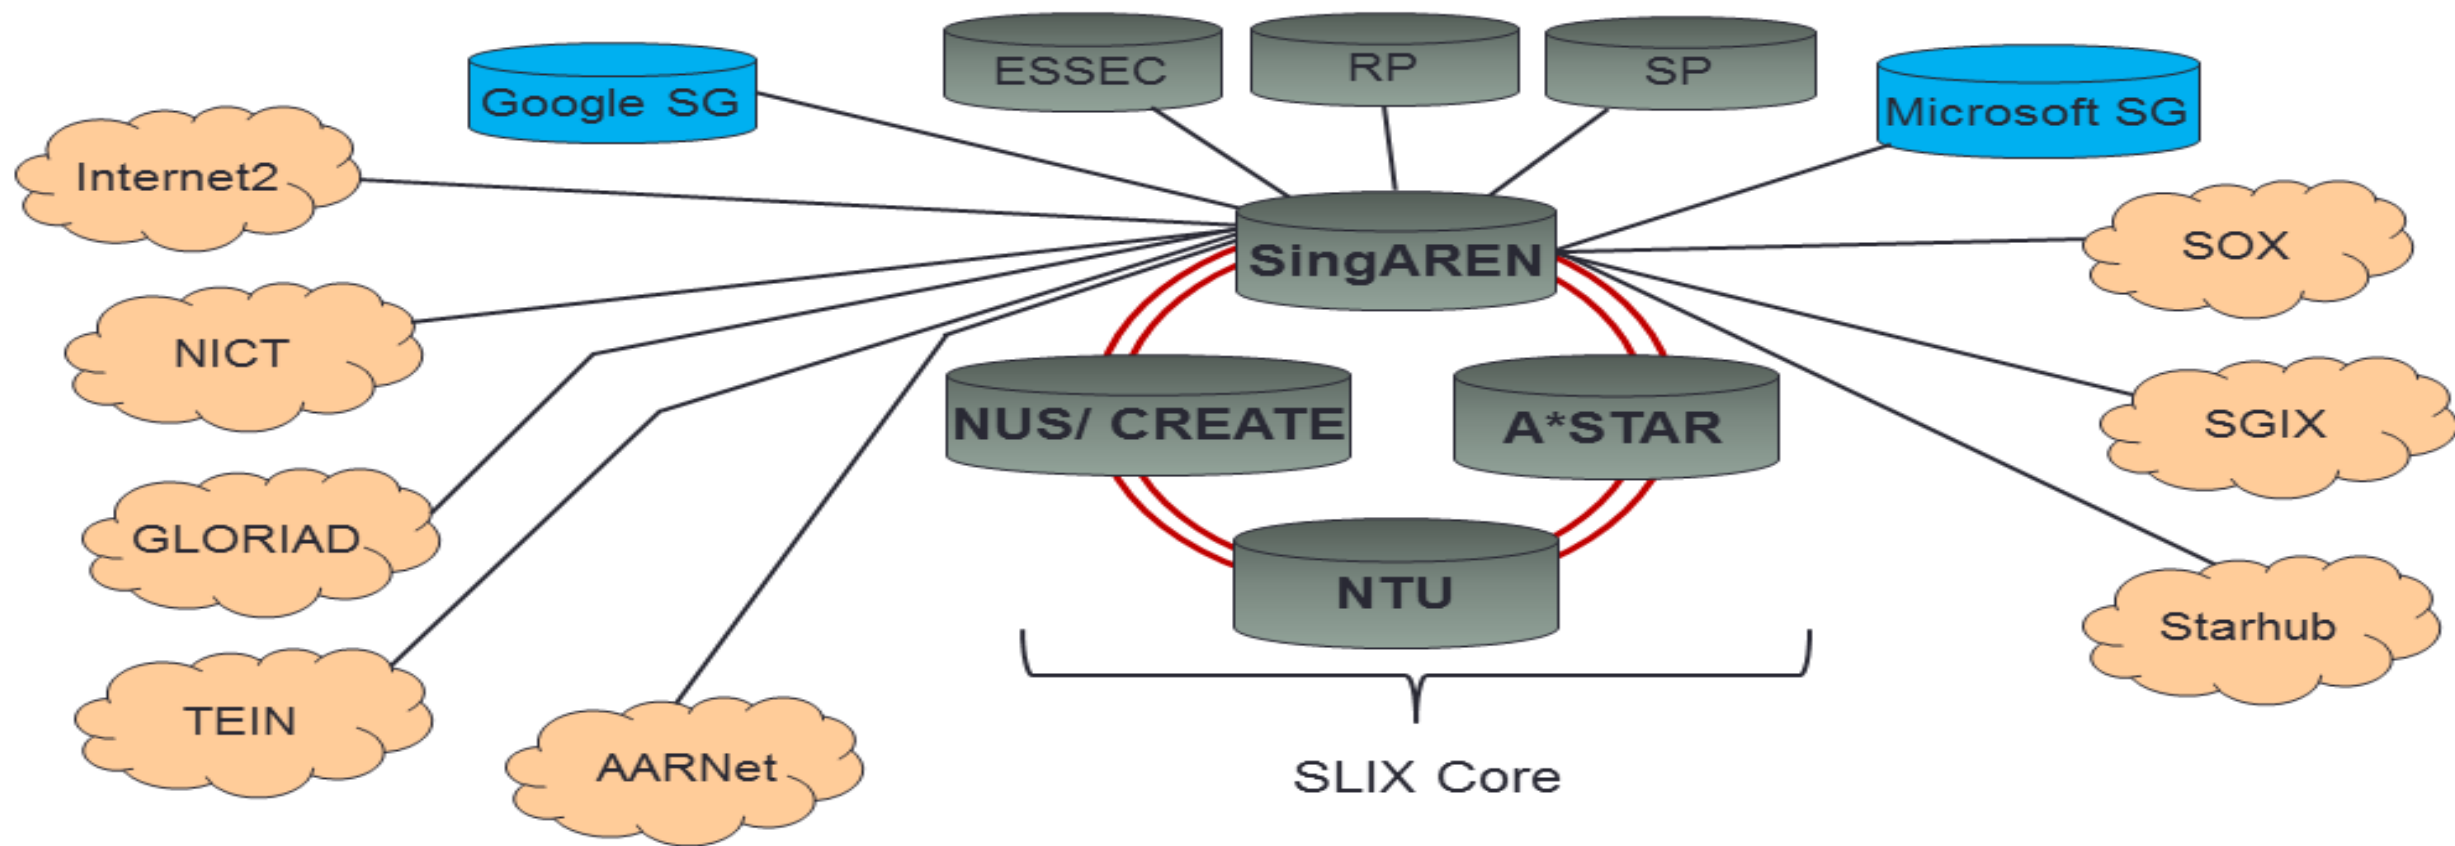 ESSEC
RP
SP
Google SG
Microsoft SG
Internet2
SingAREN
SOX
NICT
NUS/ CREATE
A*STAR
SGIX
GLORIAD
NTU
Starhub
TEIN
AARNet
SLIX Core